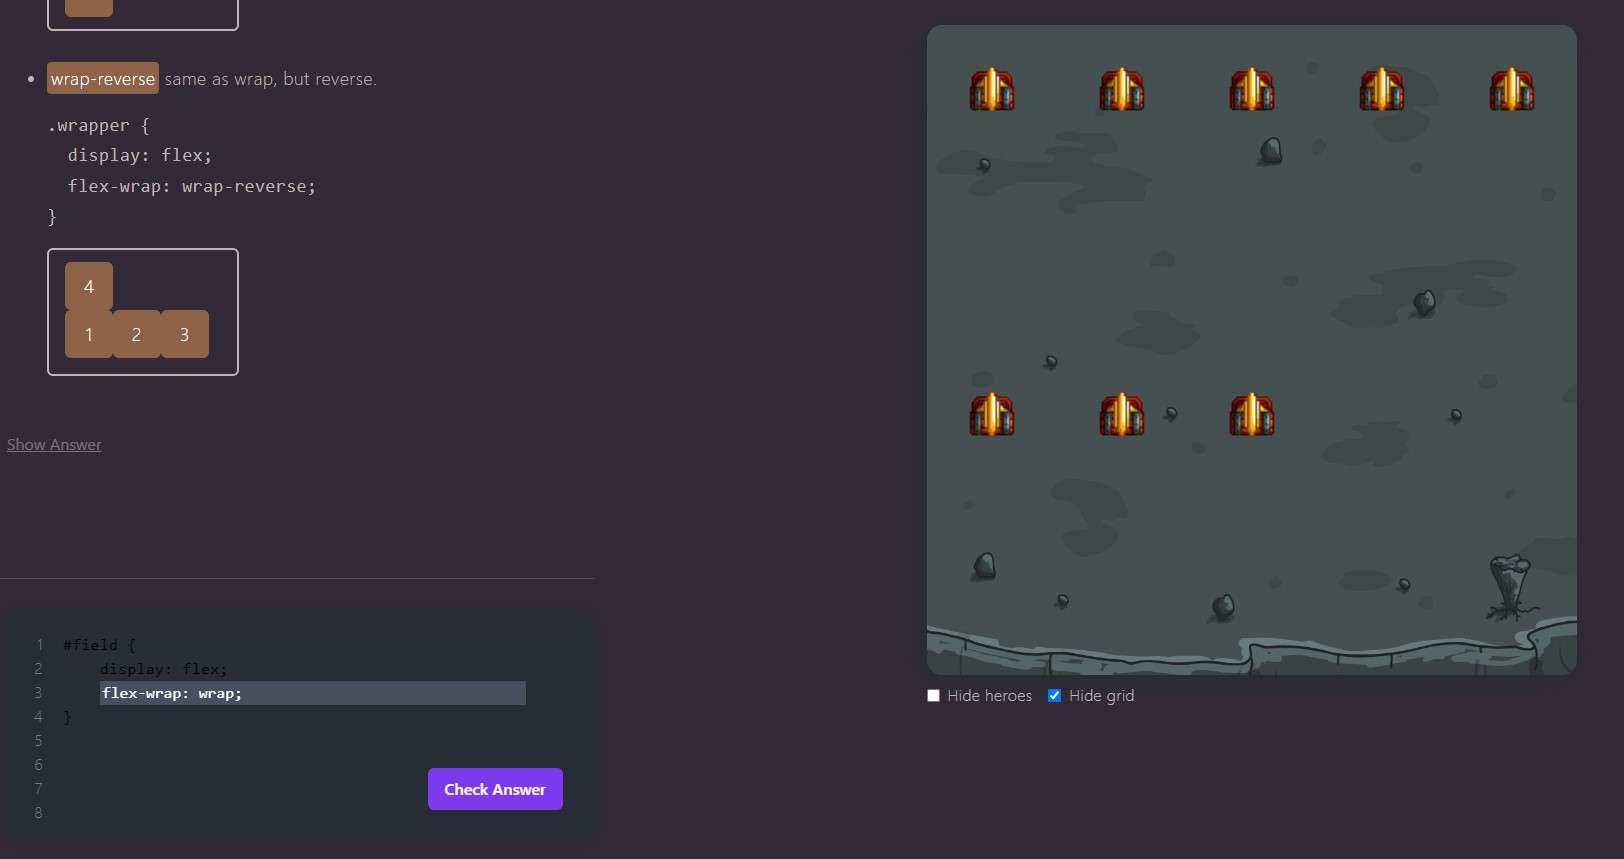 wrap-reverse same as wrap, but reverse.
.wrapper {
  display: flex;
  flex-wrap: wrap-reverse;
}
4
1 2 3
Show Answer
1 #field {
2     display: flex;
3     flex-wrap: wrap;
4 }
5
6
7
8
Check Answer
Hide heroes Hide grid